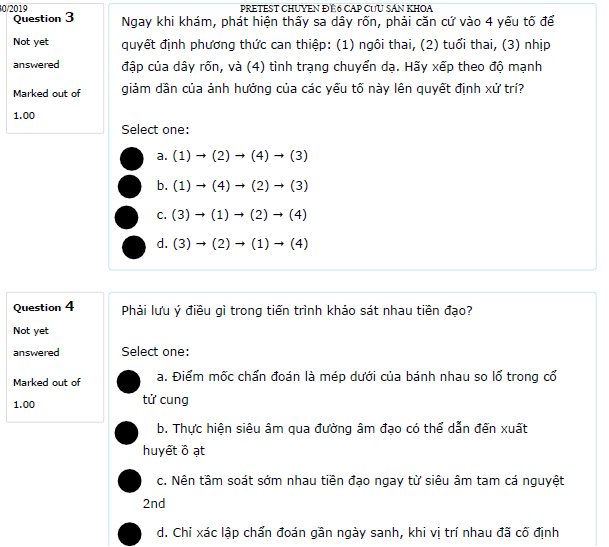 30/2019
PRETEST CHUYEN ĐỀ 6 CAP CỨU SẢN KHOA
Question 3
Not yet
answered
Marked out of
1.00
Ngay khi khám, phát hiện thấy sa dây rốn, phải căn cứ vào 4 yếu tố để
quyết định phương thức can thiệp: (1) ngôi thai, (2) tuổi thai, (3) nhịp
đập của dây rốn, và (4) tình trạng chuyển dạ. Hãy xếp theo độ mạnh
giảm dần của ảnh hưởng của các yếu tố này lên quyết định xử trí?
Select one:
a. (1) → (2) → (4) → (3)
b. (1) → (4) → (2) → (3)
c. (3) → (1) → (2) → (4)
d. (3) → (2) → (1) → (4)
Question 4
Not yet
answered
Marked out of
1.00
Phải lưu ý điều gì trong tiến trình khảo sát nhau tiền đạo?
Select one:
a. Điểm mốc chẩn đoán là mép dưới của bánh nhau so lổ trong cổ
tử cung
b. Thực hiện siêu âm qua đường âm đạo có thể dẫn đến xuất
huyết ồ ạt
c. Nên tầm soát sớm nhau tiền đạo ngay từ siêu âm tam cá nguyệt
2nd
d. Chỉ xác lập chẩn đoán gần ngày sanh, khi vị trí nhau đã cố định